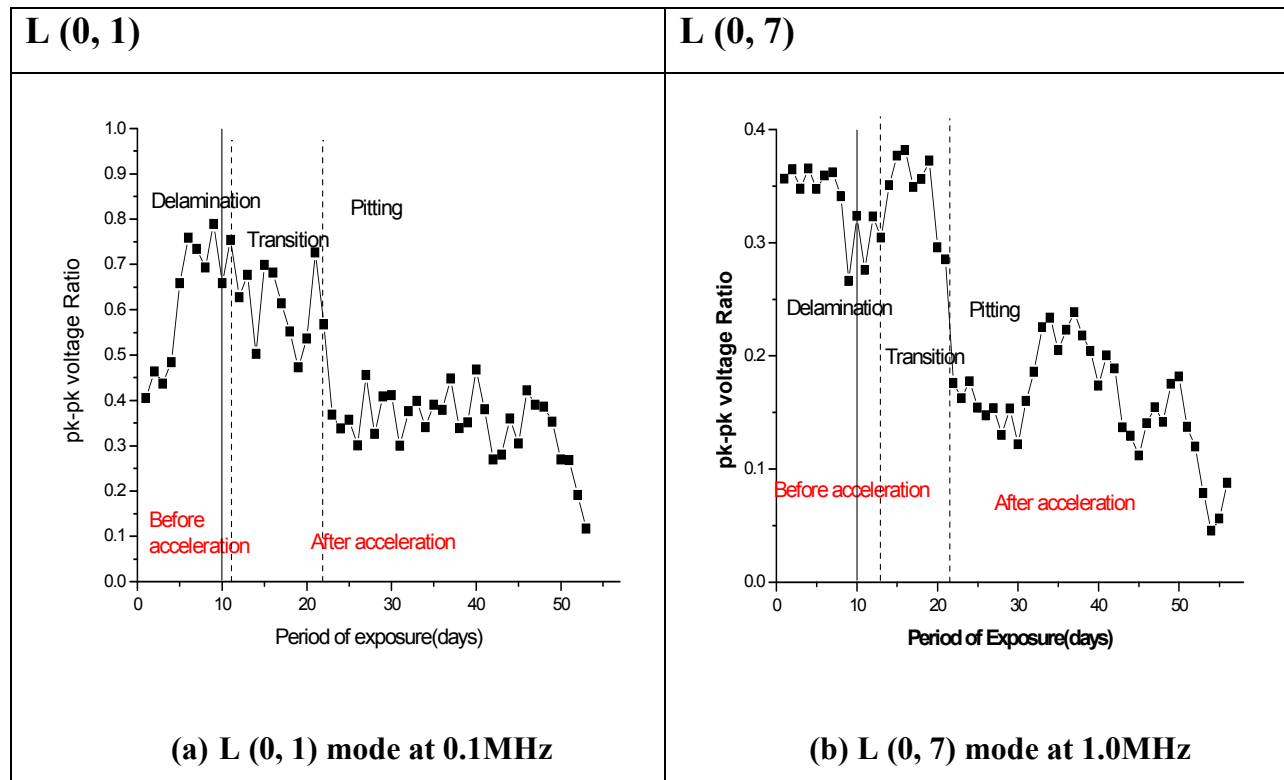 L (0, 1)
L (0, 7)
pk-pk voltage Ratio
1.0
0.9
0.8
0.7
0.6
0.5
0.4
0.3
0.2
0.1
0.0
Delamination
Transition
Pitting
Before
acceleration
After acceleration
0
10
20
30
40
50
Period of exposure(days)
(a) L (0, 1) mode at 0.1MHz
pk-pk voltage Ratio
0.4
0.3
0.2
0.1
0.0
Delamination
Transition
Pitting
Before acceleration
After acceleration
0
10
20
30
40
50
Period of Exposure(days)
(b) L (0, 7) mode at 1.0MHz